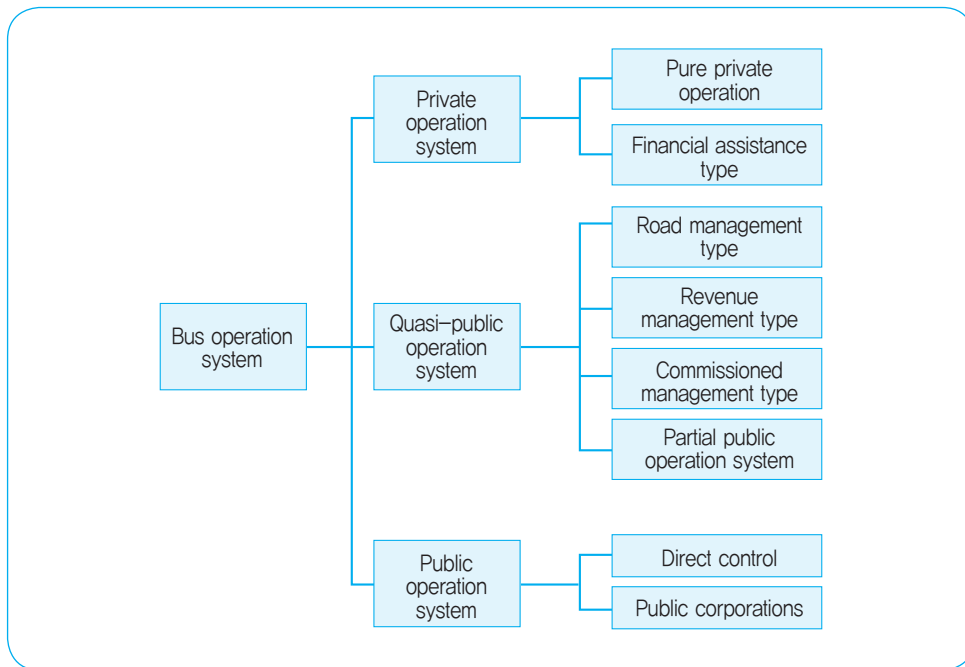 Bus operation
system
Private
operation
system
Pure private
operation
Financial assistance
type
Quasi-public
operation
system
Road management
type
Revenue
management type
Commissioned
management type
Partial public
operation system
Public
operation
system
Direct control
Public corporations